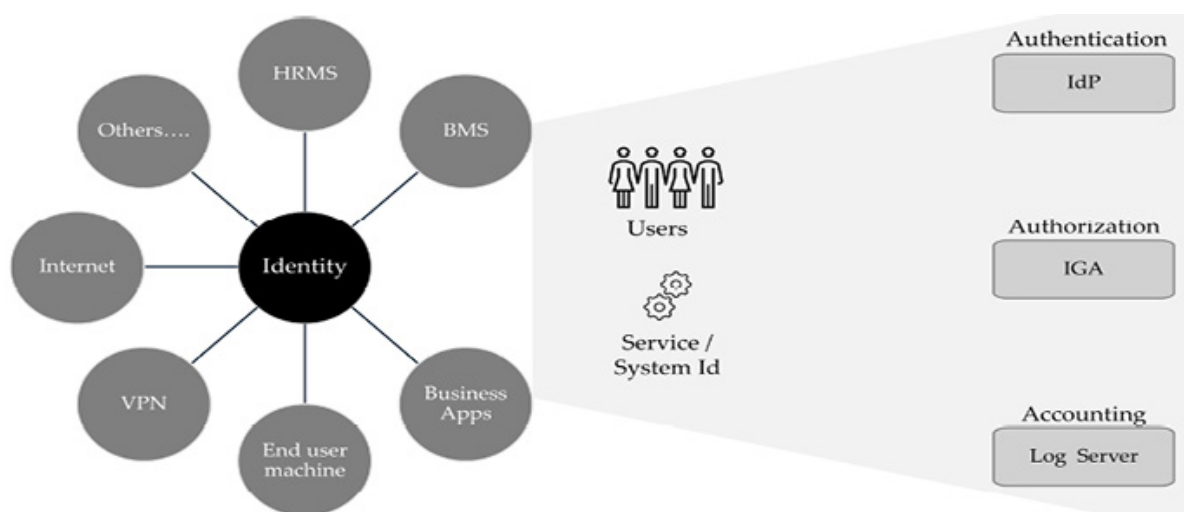 HRMS
Others….
BMS
Internet
Identity
VPN
Business
Apps
End user
machine
Users
Service /
System Id
Authentication
IdP
Authorization
IGA
Accounting
Log Server